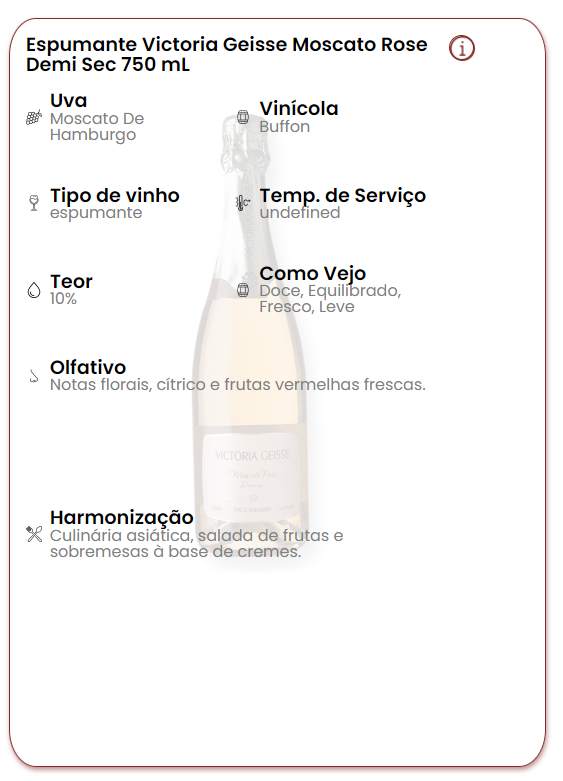 Espumante Victoria Geisse Moscato Rose
Demi Sec 750 mL
Uva
Moscato De
Hamburgo
Vinícola
Buffon
Tipo de vinho
espumante
Temp. de Serviço
undefined
Teor
10%
Como Vejo
Doce, Equilibrado,
Fresco, Leve
Olfativo
Notas florais, cítrico e frutas vermelhas frescas.
VICTORIA GEISSE
Moscato Rose
Harmonização
Culinária asiática, salada de frutas e
sobremesas à base de cremes.